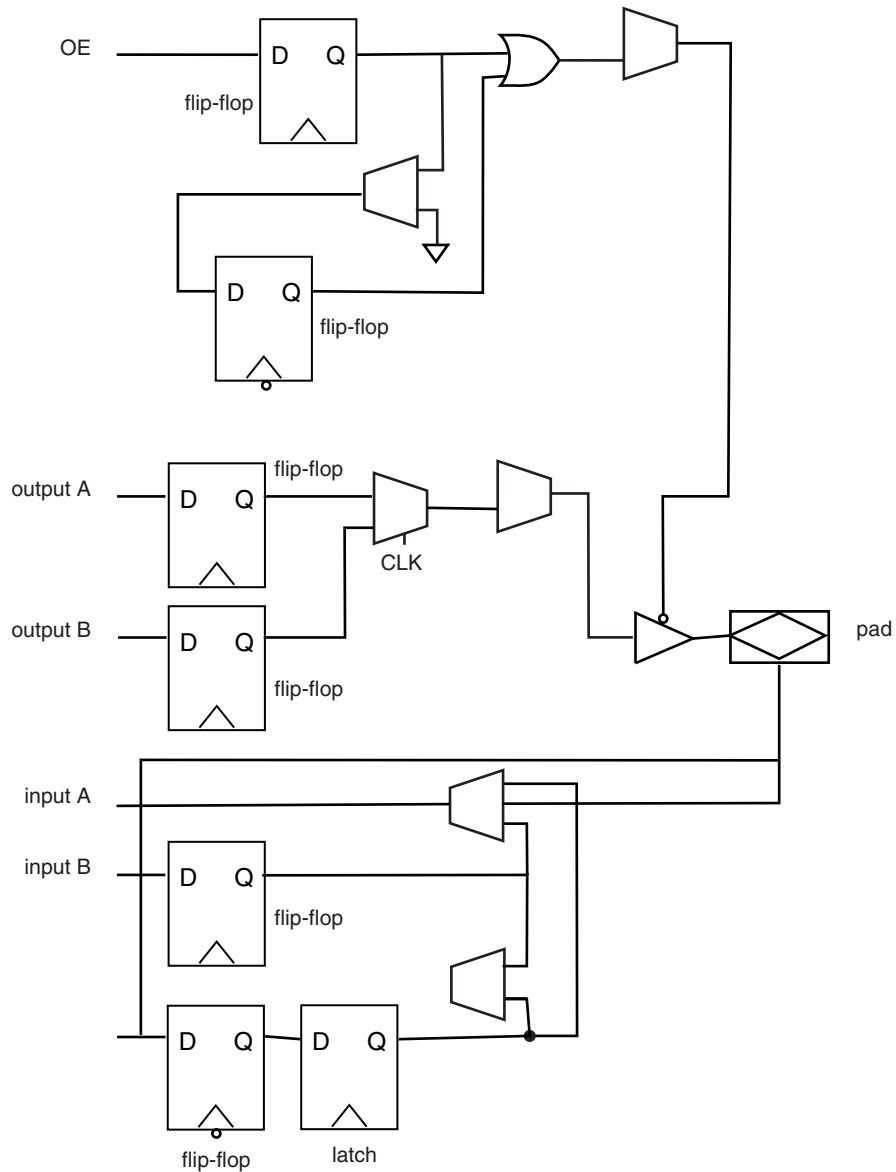 OE
D Q
flip-flop
D Q
flip-flop
flip-flop
output A
D Q
CLK
output B
D Q
flip-flop
pad
input A
input B
D Q
flip-flop
D Q
D Q
flip-flop
latch